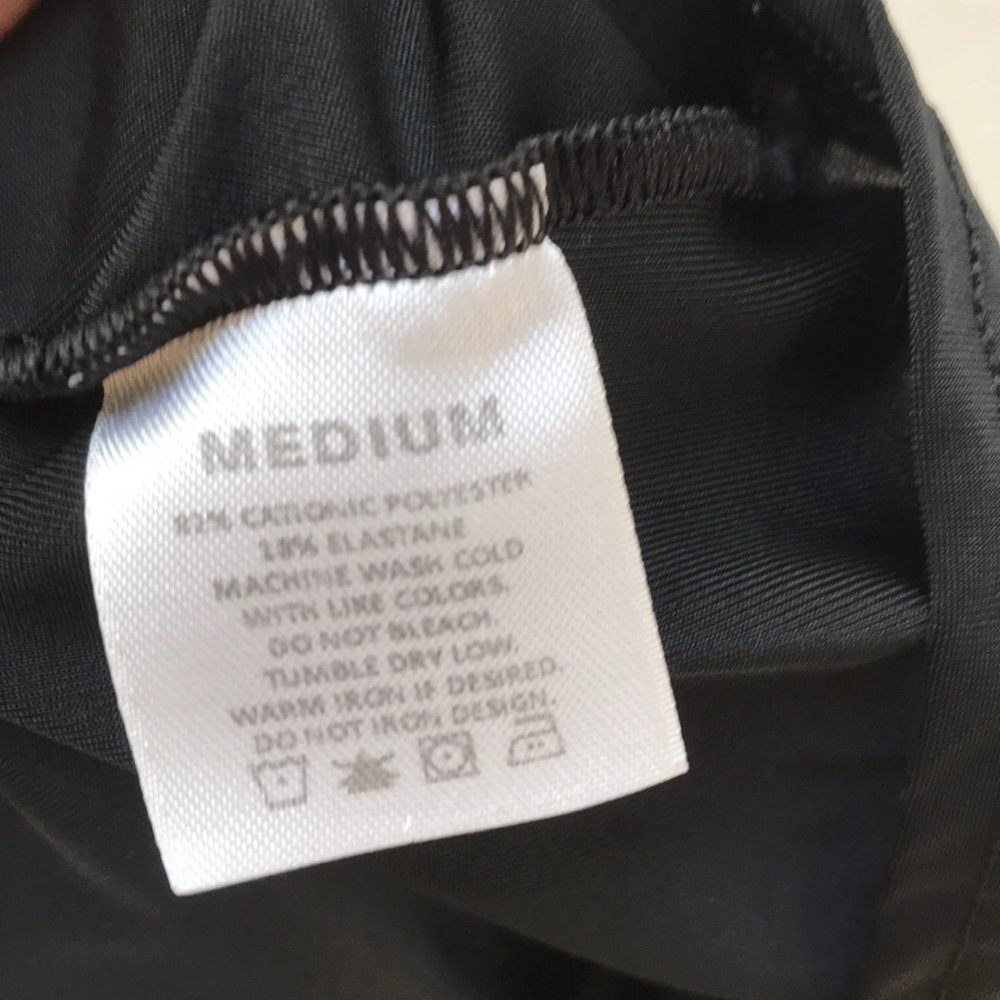 MEDIUM
82% CATIONIC POLYESTER
18% ELASTANE
MACHINE WASH COLD
WITH LIKE COLORS.
DO NOT BLEACH.
TUMBLE DRY LOW.
WARM IRON IF DESIRED.
DO NOT IRON DESIGN.